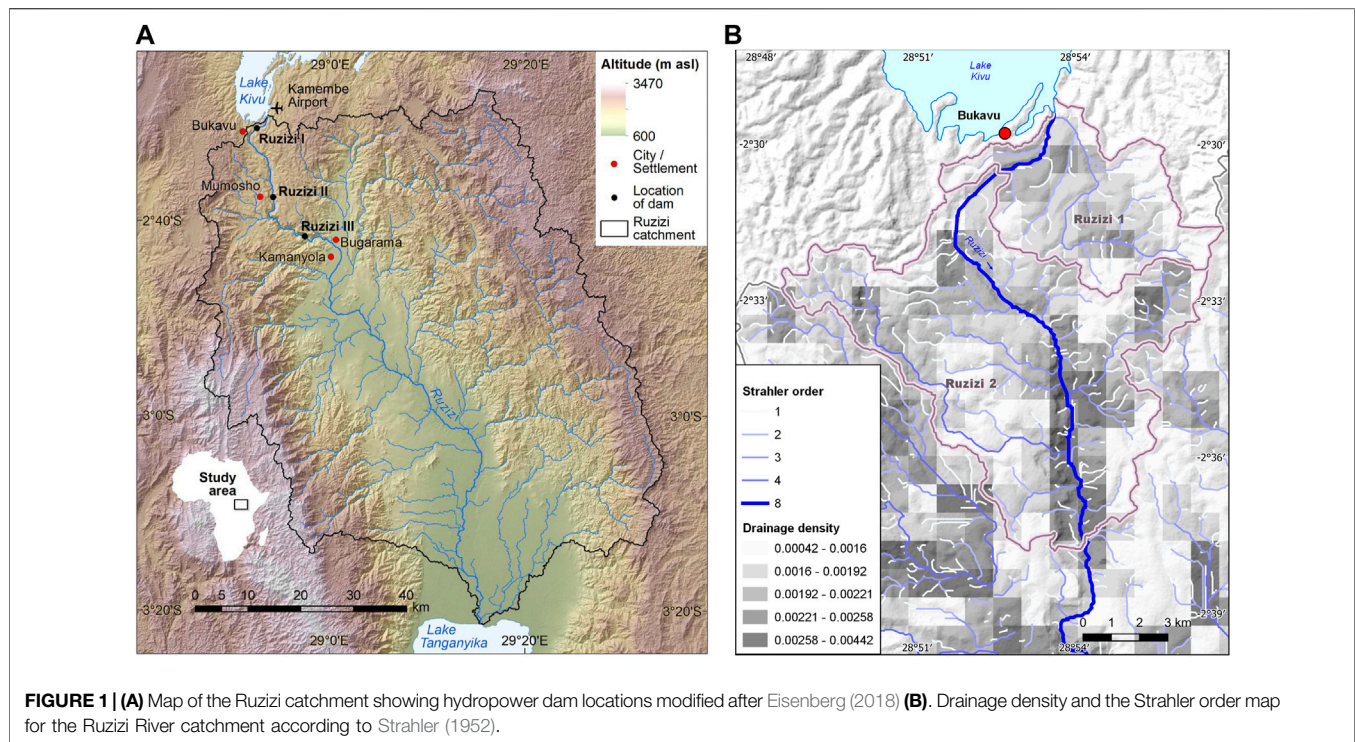 A
29°0'E
29°20'E
Lake
Kivu
Kamembe
Airport
Bukavu
Ruzizi I
Mumosho
Ruzizi II
2°40'S
Ruzizi III
Bugarama
Kamanyola
Altitude (m asl)
3470
600
City /
Settlement
Location
of dam
Ruzizi
catchment
Ruzizi
3°0'S
3°0'S
Study
area
0 5 10 20 30 40
km
3°20'S
3°20'S
29°0'E
Lake
Tanganyika
29°20'E
B
28°48'
28°51'
28°54'
Lake
Kivu
Bukavu
-2°30'
-2°30'
Ruzizi 1
Ruzizi
-2°33'
-2°33'
Ruzizi 2
Strahler order
1
2
3
4
8
-2°36'
Drainage density
0.00042 - 0.0016
0.0016 - 0.00192
0.00192 - 0.00221
0.00221 - 0.00258
0.00258 - 0.00442
-2°39'
0 1 2 3 km
28°51'
28°54'
FIGURE 1 | (A) Map of the Ruzizi catchment showing hydropower dam locations modified after Eisenberg (2018) (B). Drainage density and the Strahler order map
for the Ruzizi River catchment according to Strahler (1952).